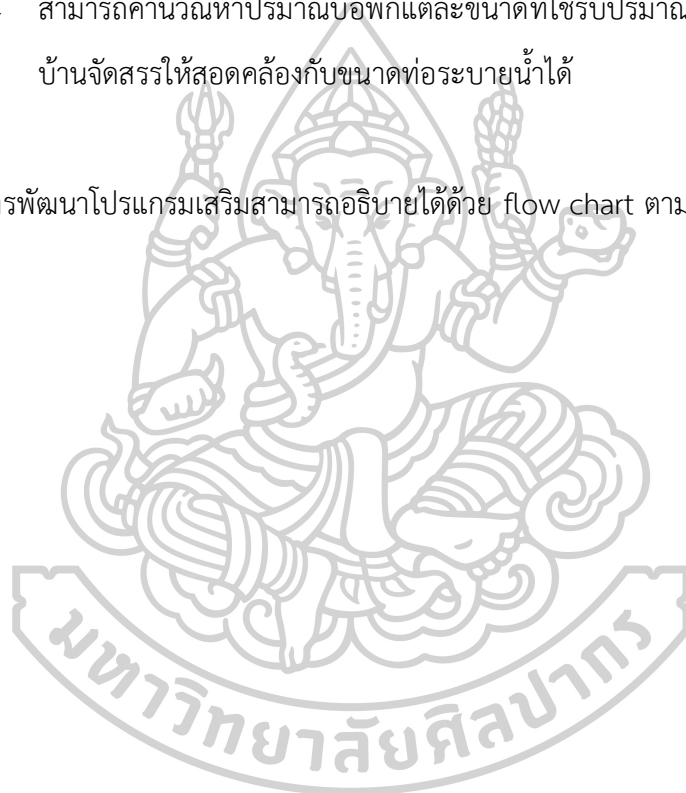 สามารถคำนวณหาปริมาณบ่อพักแต่ละขนาดที่ใช้รับปริมาณ
บ้านจัดสรรให้สอดคล้องกับขนาดท่อระบายน้ำได้
รพัฒนาโปรแกรมเสริมสามารถอธิบายได้ด้วย flow chart ตาม
มหาวิทยาลัยศิลปากร